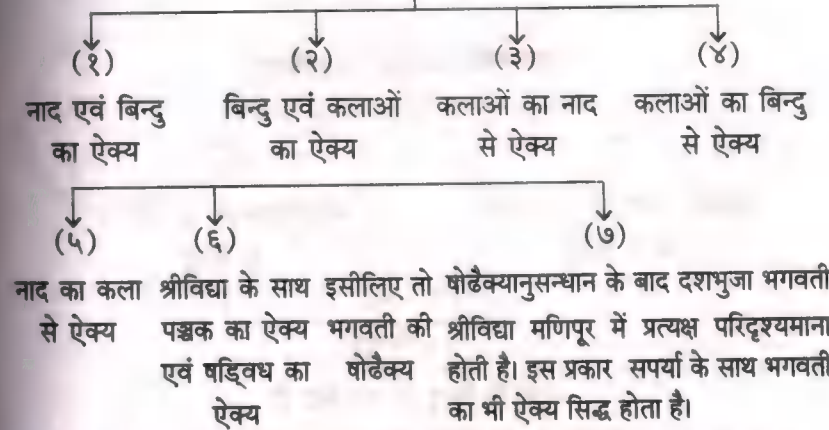 (१) (२) (३) (४)
नाद एवं बिन्दु बिन्दु एवं कलाओं कलाओं का नाद कलाओं का बिन्दु
का ऐक्य का ऐक्य से ऐक्य से ऐक्य
(५) (६) (७)
नाद का कला श्रीविद्या के साथ इसीलिए तो षोढैक्यानुसन्धान के बाद दशभुजा भगवती
से ऐक्य पञ्चक का ऐक्य भगवती की श्रीविद्या मणिपूर में प्रत्यक्ष परिदृश्यमाना
एवं षड्विध का षोढैक्य होती है। इस प्रकार सपर्या के साथ भगवती
ऐक्य का भी ऐक्य सिद्ध होता है।